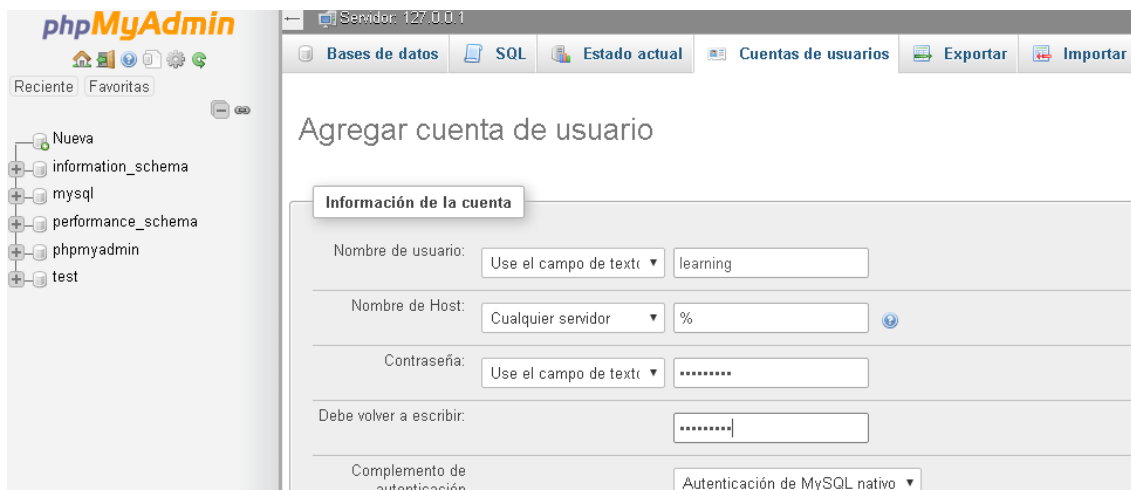 phpMyAdmin
Reciente Favoritas
Nueva
information_schema
mysql
performance_schema
phpmyadmin
test
Servidor: 127.0.0.1
Bases de datos SQL Estado actual Cuentas de usuarios Exportar Importar
Agregar cuenta de usuario
Información de la cuenta
Nombre de usuario: Use el campo de texto learning
Nombre de Host: Cualquier servidor %
Contraseña: Use el campo de texto •••••••••
Debe volver a escribir: •••••••••
Complemento de
autenticación Autenticación de MySQL nativo